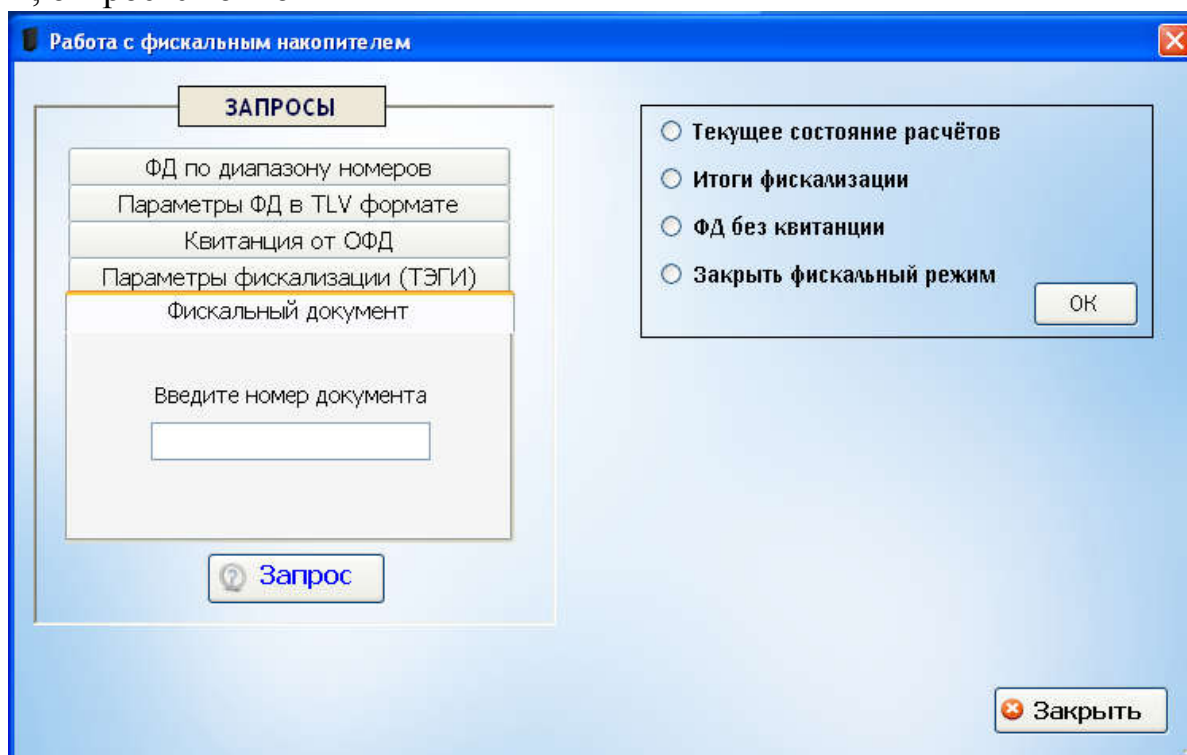 Работа с фискальным накопителем
ЗАПРОСЫ
ФД по диапазону номеров
Параметры ФД в TLV формате
Квитанция от ОФД
Параметры фискализации (ТЭГИ)
Фискальный документ
Введите номер документа
Запрос
Текущее состояние расчётов
Итоги фискализации
ФД без квитанции
Закрыть фискальный режим
ОК
Закрыть